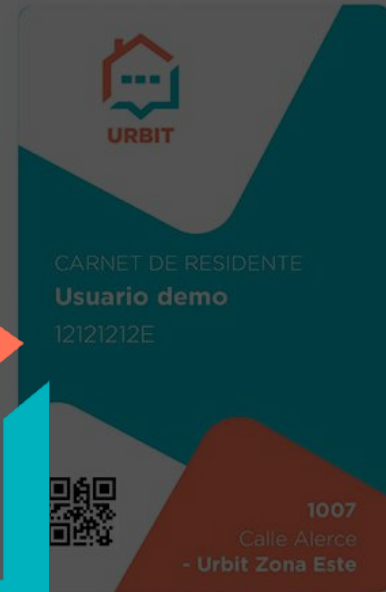 URBIT
CARNET DE RESIDENTE
Usuario demo
12121212E
1007
Calle Alerce
- Urbit Zona Este